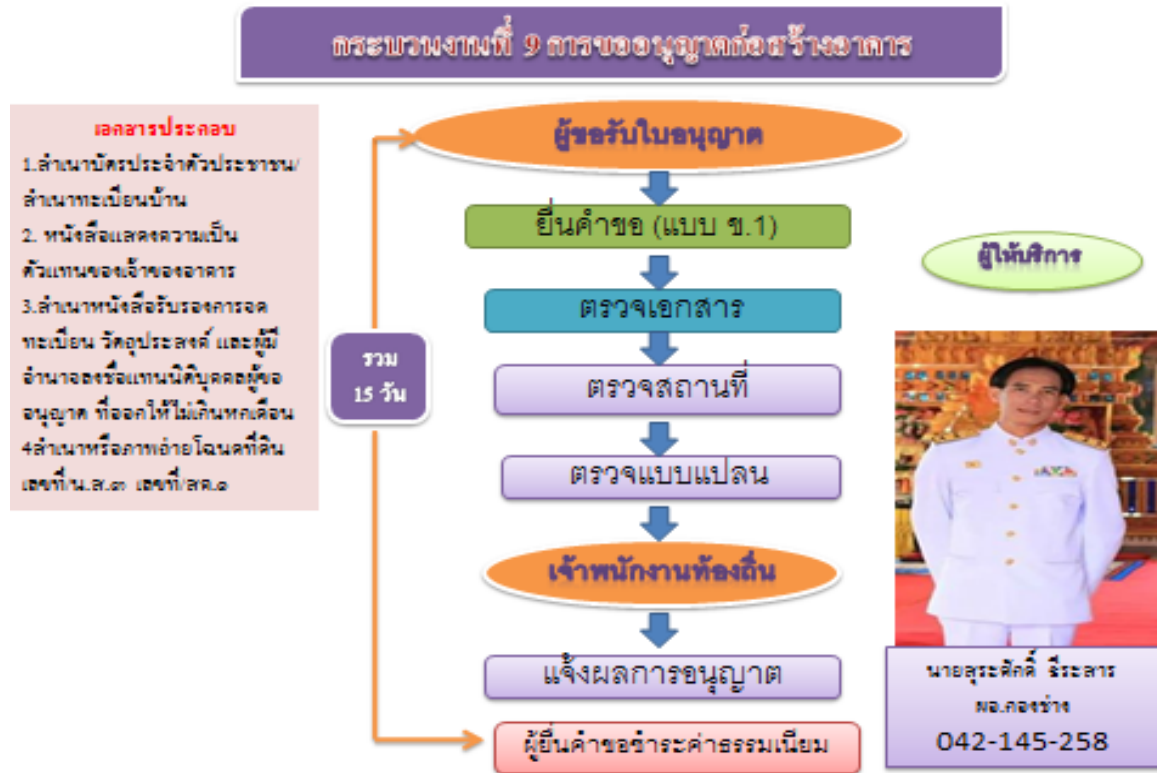 กระบวนงานที่ 9 การขออนุญาตก่อสร้างอาคาร
เอกสารประกอบ
1.สำเนาบัตรประจำตัวประชาชน/
สำเนาทะเบียนบ้าน
2. หนังสือแสดงความเป็น
ตัวแทนของเจ้าของอาคาร
3.สำเนาหนังสือรับรองการจด
ทะเบียน วัตถุประสงค์ และผู้มี
อำนาจลงชื่อแทนนิติบุคคลผู้ขอ
อนุญาต ที่ออกให้ไม่เกินหกเดือน
4สำเนาหรือภาพถ่ายโฉนดที่ดิน
เลขที่/น.ส.๓ เลขที่/สค.๑
รวม
15 วัน
ผู้ขอรับใบอนุญาต
ยื่นคำขอ (แบบ ข.1)
ตรวจเอกสาร
ตรวจสถานที่
ตรวจแบบแปลน
เจ้าพนักงานท้องถิ่น
แจ้งผลการอนุญาต
ผู้ยื่นคำขอชำระค่าธรรมเนียม
ผู้ให้บริการ
นายสุระศักดิ์ ธีระสาร
ผอ.กองช่าง
042-145-258